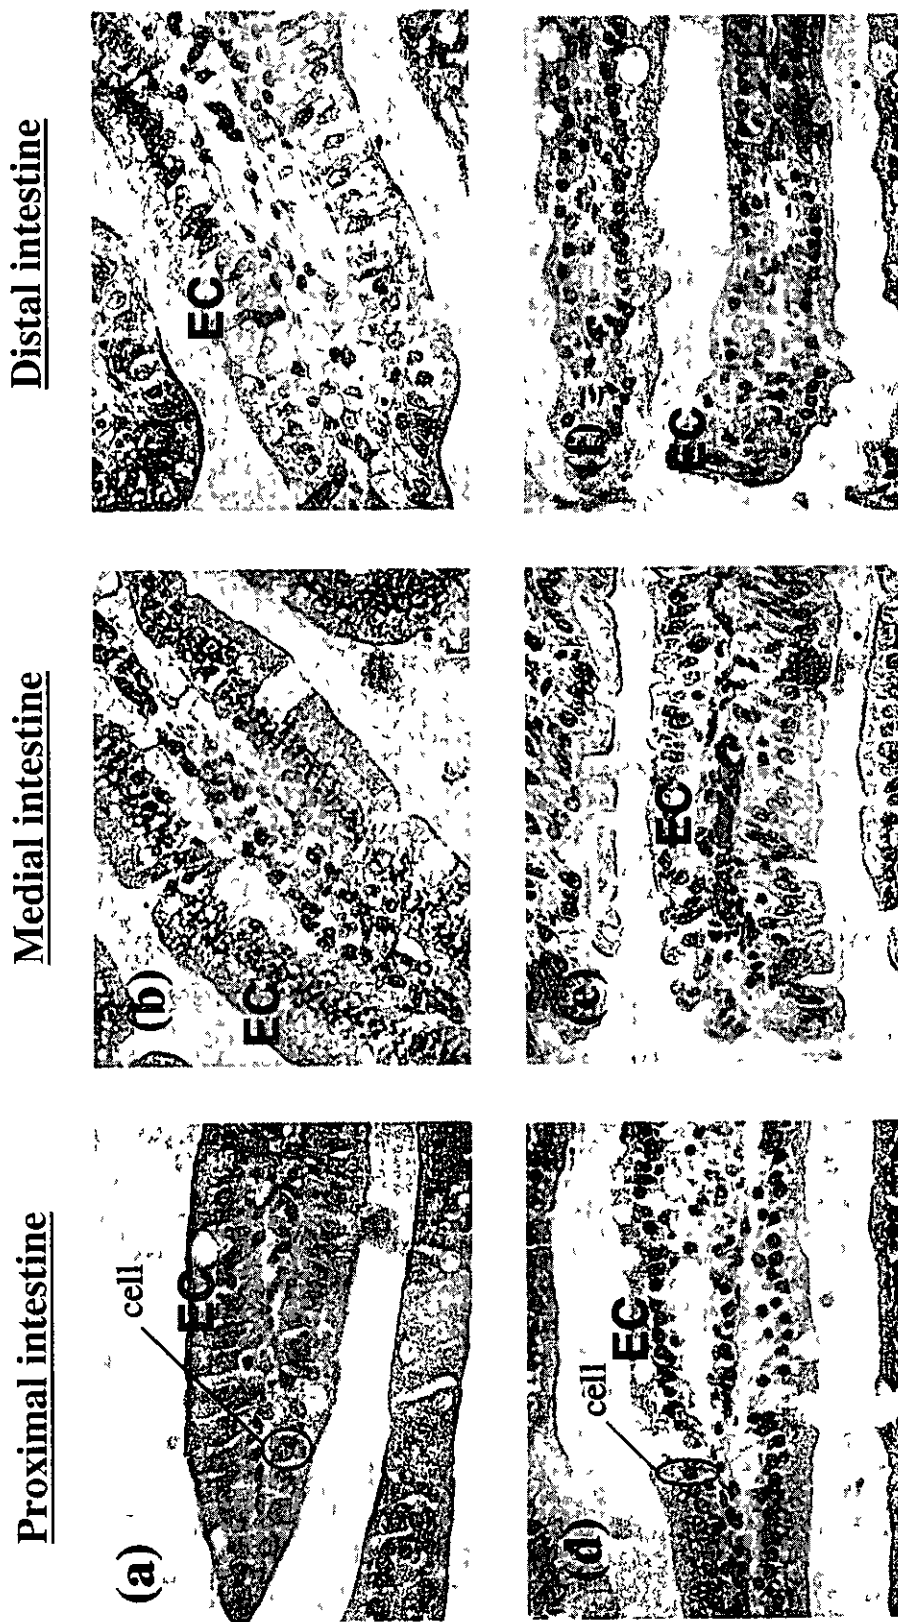 Proximal intestine
Medial intestine
Distal intestine
(a)
cell
EC
(b)
EC
EC
(d)
cell
EC
(e)
EC
(f)
EC